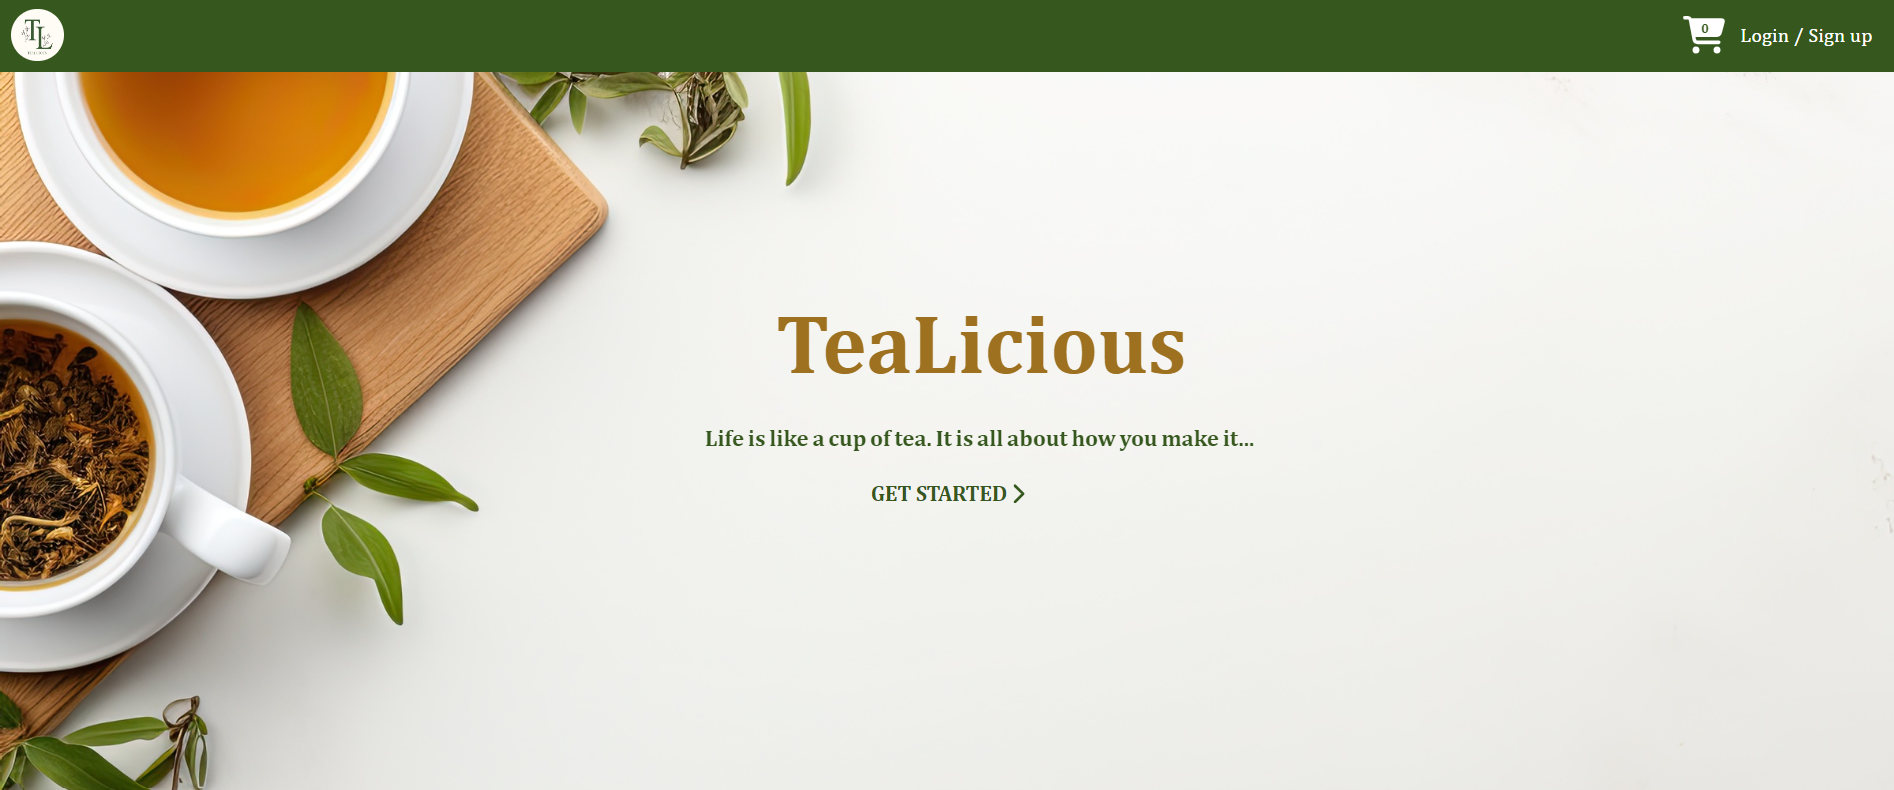 TL
0
Login / Sign up
TeaLicious
Life is like a cup of tea. It is all about how you make it...
GET STARTED